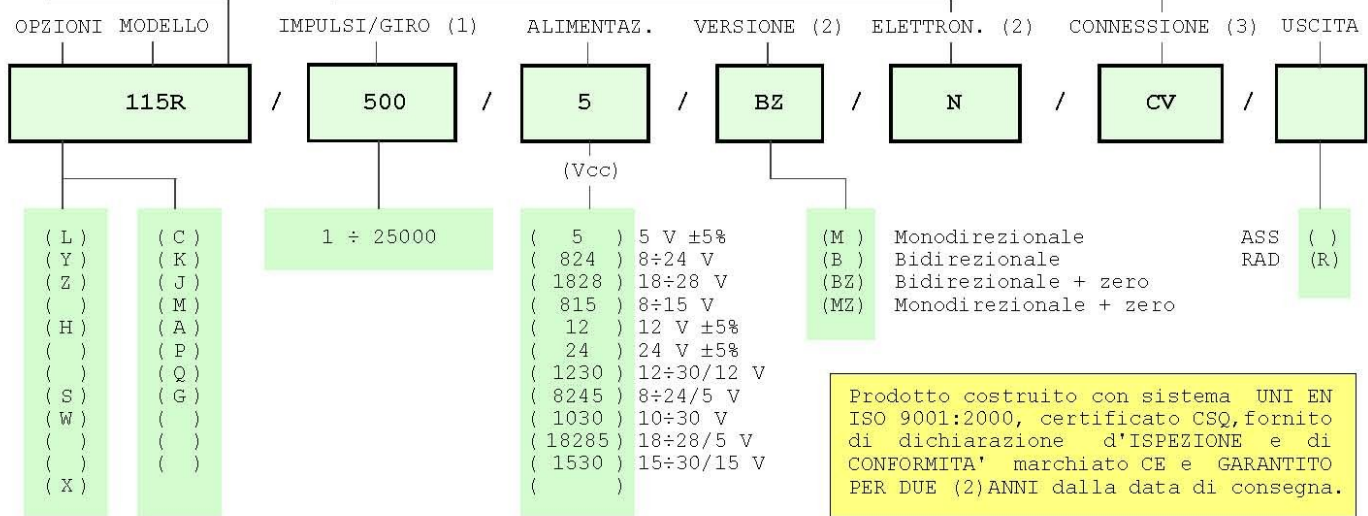 OPZIONI MODELLO IMPULSI/GIRO (1) ALIMENTAZ. VERSIONE (2) ELETTRON. (2) CONNESSIONE (3) USCITA
115R / 500 / 5 / BZ / N / CV /
(Vcc)
(L) (C) 1 ÷ 25000 ( 5 ) 5 V ±5% (M ) Monodirezionale ASS ( )
(Y) (K) ( 824 ) 8÷24 V (B ) Bidirezionale RAD (R)
(Z) (J) ( 1828 ) 18÷28 V (BZ) Bidirezionale + zero
( ) (M) ( 815 ) 8÷15 V (MZ) Monodirezionale + zero
(H) (A) ( 12 ) 12 V ±5%
( ) (P) ( 24 ) 24 V ±5%
( ) (Q) ( 1230 ) 12÷30/12 V
(S) (G) ( 8245 ) 8÷24/5 V
(W) ( ) ( 1030 ) 10÷30 V
( ) ( ) ( 18285 ) 18÷28/5 V
( ) ( ) ( 1530 ) 15÷30/15 V
(X) ( )
Prodotto costruito con sistema UNI EN
ISO 9001:2000, certificato CSQ,fornito
di dichiarazione d'ISPEZIONE e di
CONFORMITA' marchiato CE e GARANTITO
PER DUE (2)ANNI dalla data di consegna.